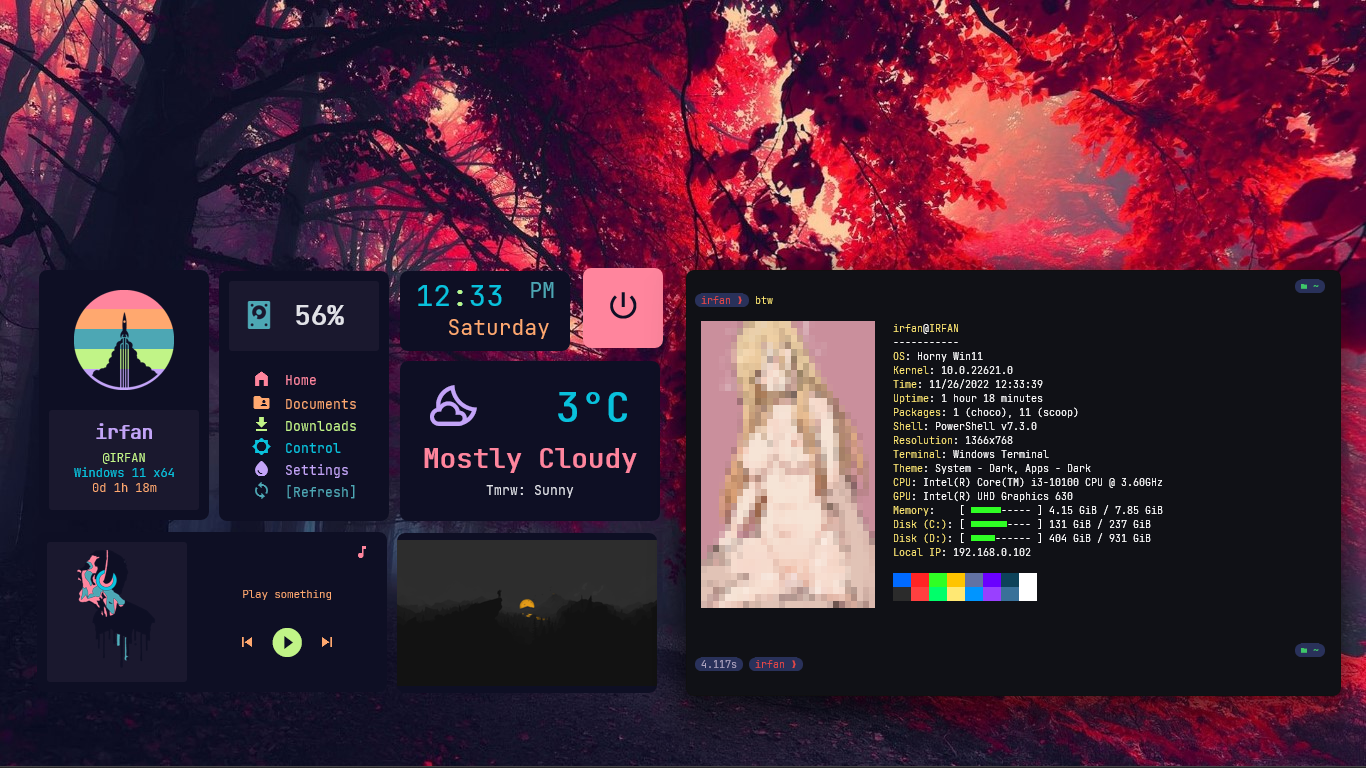 irfan
@IRFAN
Windows 11 x64
0d 1h 18m
56%
Home
Documents
Downloads
Control
Settings
[Refresh]
12:33 PM
Saturday
3°C
Mostly Cloudy
Tmrw: Sunny
Play something
~
irfan ❯ btw
irfan@IRFAN
-----------
OS: Horny Win11
Kernel: 10.0.22621.0
Time: 11/26/2022 12:33:39
Uptime: 1 hour 18 minutes
Packages: 1 (choco), 11 (scoop)
Shell: PowerShell v7.3.0
Resolution: 1366x768
Terminal: Windows Terminal
Theme: System - Dark, Apps - Dark
CPU: Intel(R) Core(TM) i3-10100 CPU @ 3.60GHz
GPU: Intel(R) UHD Graphics 630
Memory: [ ■■■■■----- ] 4.15 GiB / 7.85 GiB
Disk (C:): [ ■■■■■■---- ] 131 GiB / 237 GiB
Disk (D:): [ ■■■■------ ] 404 GiB / 931 GiB
Local IP: 192.168.0.102
~
4.117s irfan ❯